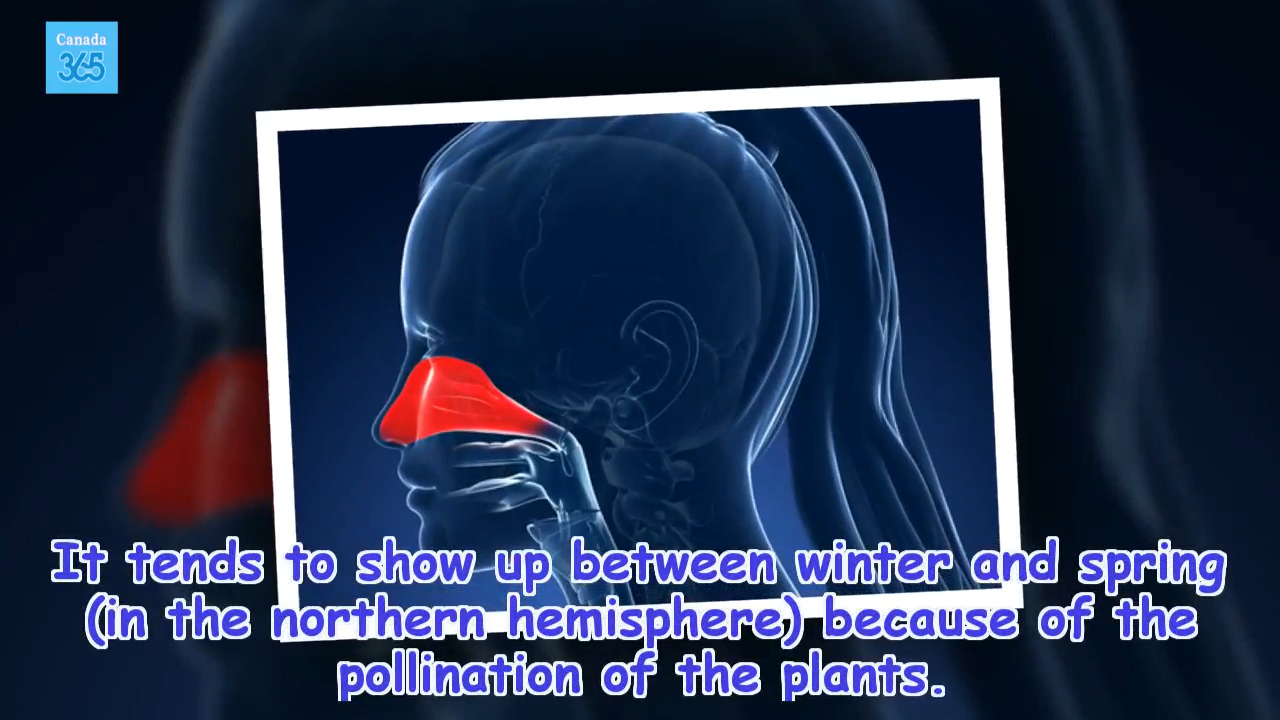 Canada
365
It tends to show up between winter and spring
(in the northern hemisphere) because of the
pollination of the plants.